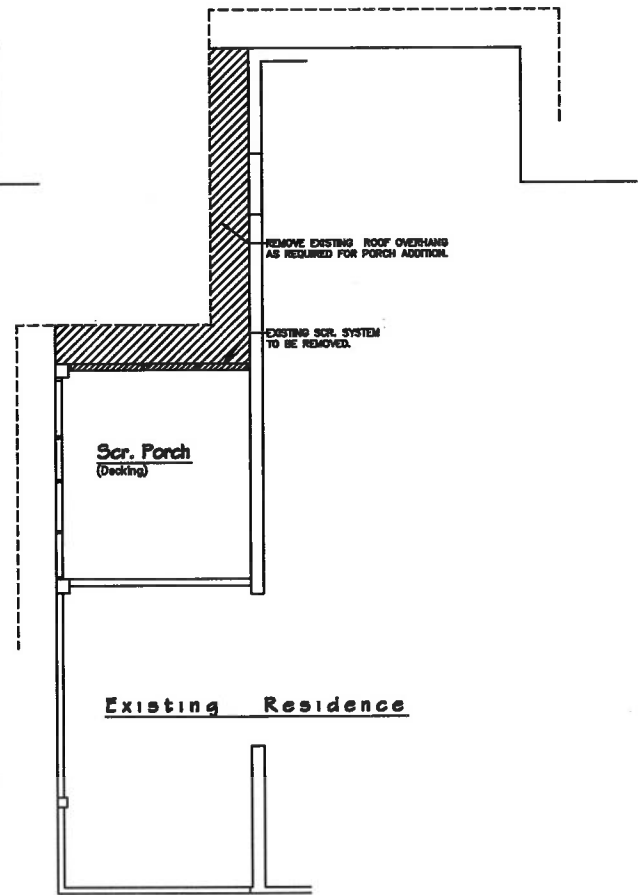 REMOVE EXISTING ROOF OVERHANG
AS REQUIRED FOR PORCH ADDITION.
EXISTING SCR. SYSTEM
TO BE REMOVED.
Scr. Porch
(Decking)
Existing Residence